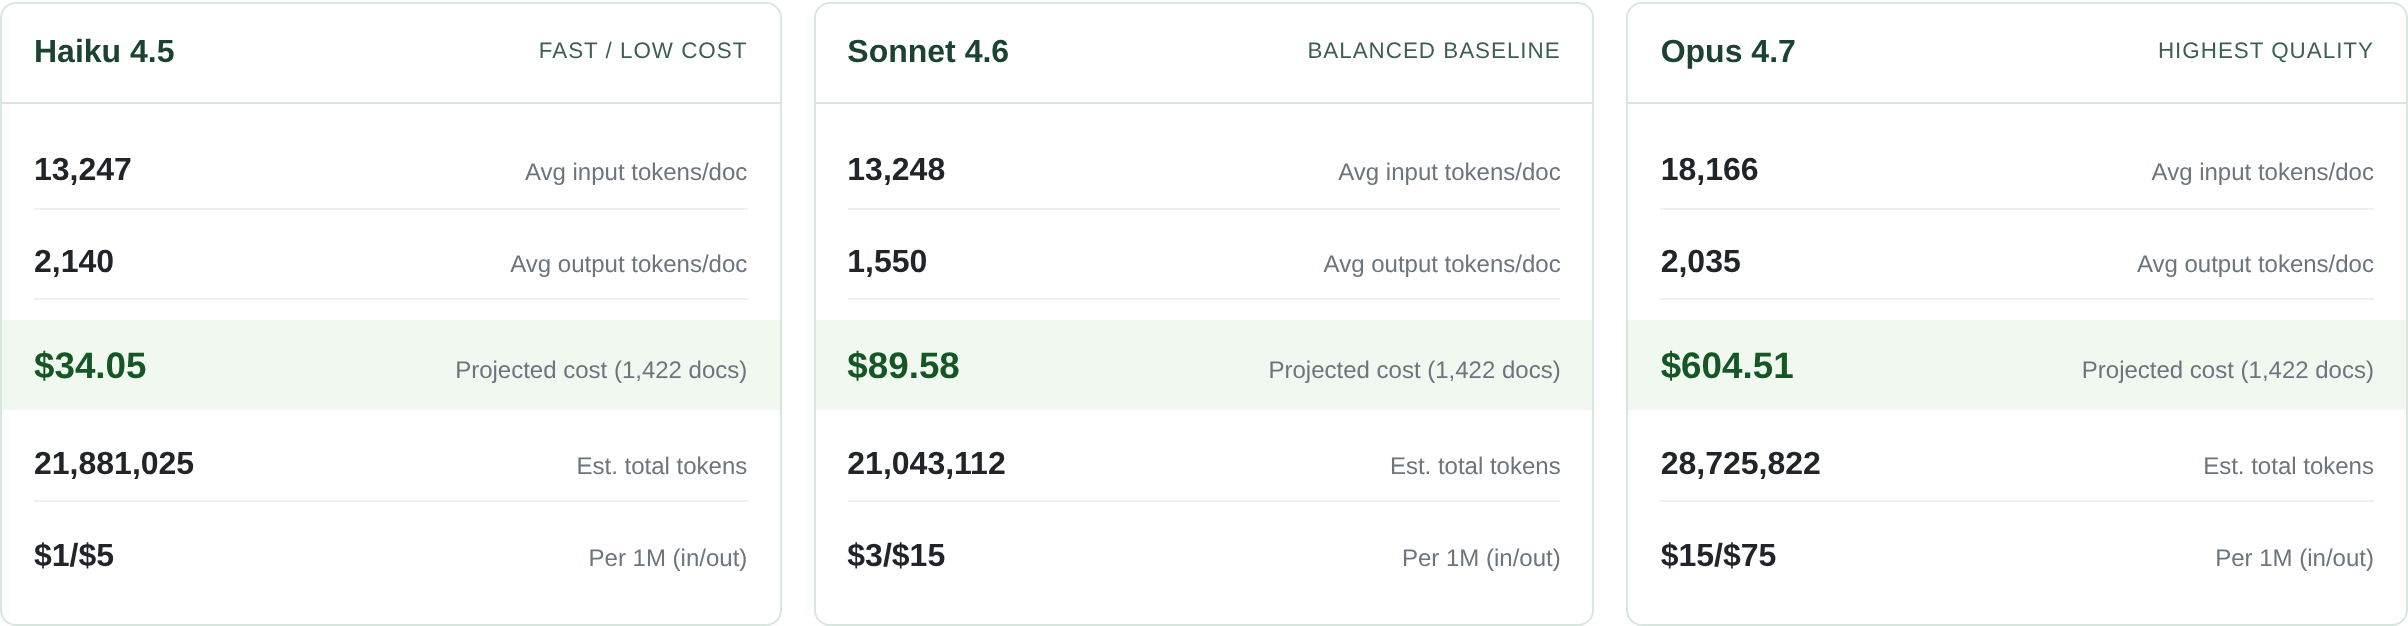 Haiku 4.5 FAST / LOW COST
13,247 Avg input tokens/doc
2,140 Avg output tokens/doc
$34.05 Projected cost (1,422 docs)
21,881,025 Est. total tokens
$1/$5 Per 1M (in/out)
Sonnet 4.6 BALANCED BASELINE
13,248 Avg input tokens/doc
1,550 Avg output tokens/doc
$89.58 Projected cost (1,422 docs)
21,043,112 Est. total tokens
$3/$15 Per 1M (in/out)
Opus 4.7 HIGHEST QUALITY
18,166 Avg input tokens/doc
2,035 Avg output tokens/doc
$604.51 Projected cost (1,422 docs)
28,725,822 Est. total tokens
$15/$75 Per 1M (in/out)